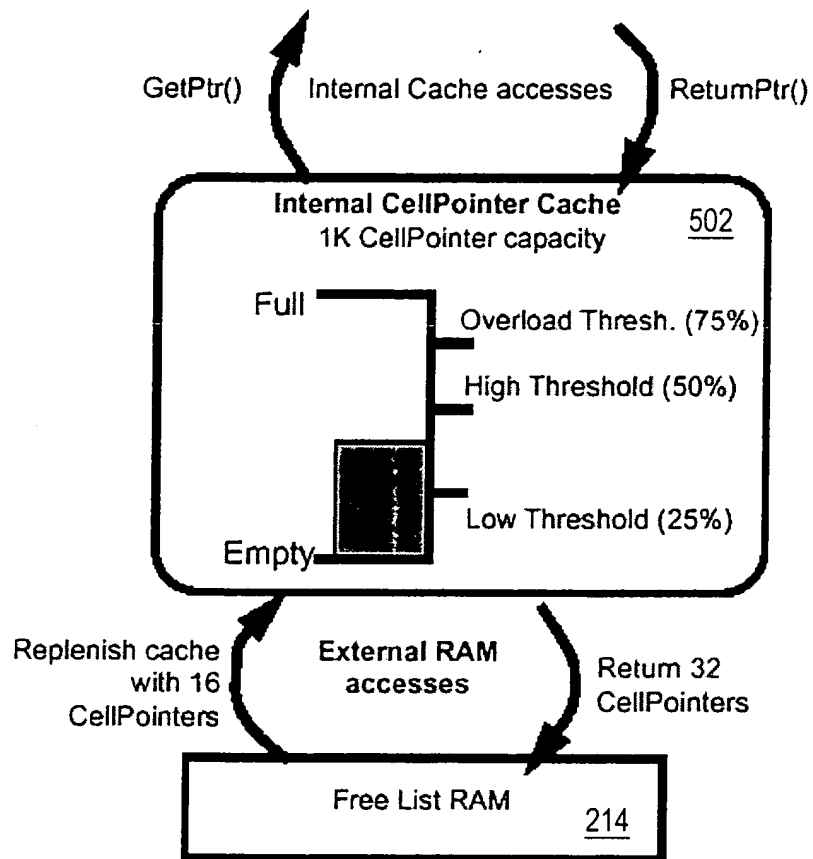 GetPtr()
Internal Cache accesses
ReturnPtr()
Internal CellPointer Cache
1K CellPointer capacity
502
Full
Overload Thresh. (75%)
High Threshold (50%)
Low Threshold (25%)
Empty
Replenish cache
with 16
CellPointers
External RAM
accesses
Return 32
CellPointers
Free List RAM
214